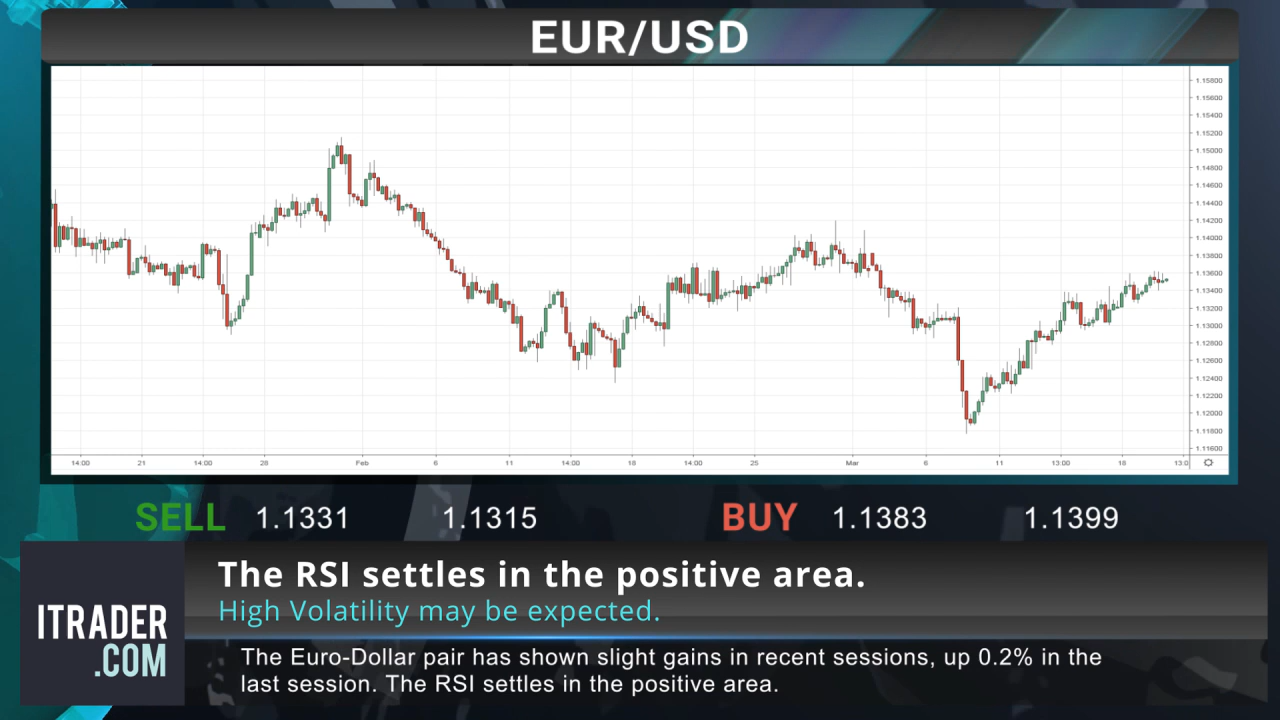 EUR/USD
1.15800
1.15600
1.15400
1.15200
1.15000
1.14800
1.14600
1.14400
1.14200
1.14000
1.13800
1.13600
1.13400
1.13200
1.13000
1.12800
1.12600
1.12400
1.12200
1.12000
1.11800
1.11600
14:00 21 14:00 28 Feb 6 11 14:00 18 14:00 25 Mar 6 11 13:00 18 13:0
SELL 1.1331 1.1315 BUY 1.1383 1.1399
The RSI settles in the positive area.
High Volatility may be expected.
ITRADER
.COM
The Euro-Dollar pair has shown slight gains in recent sessions, up 0.2% in the
last session. The RSI settles in the positive area.